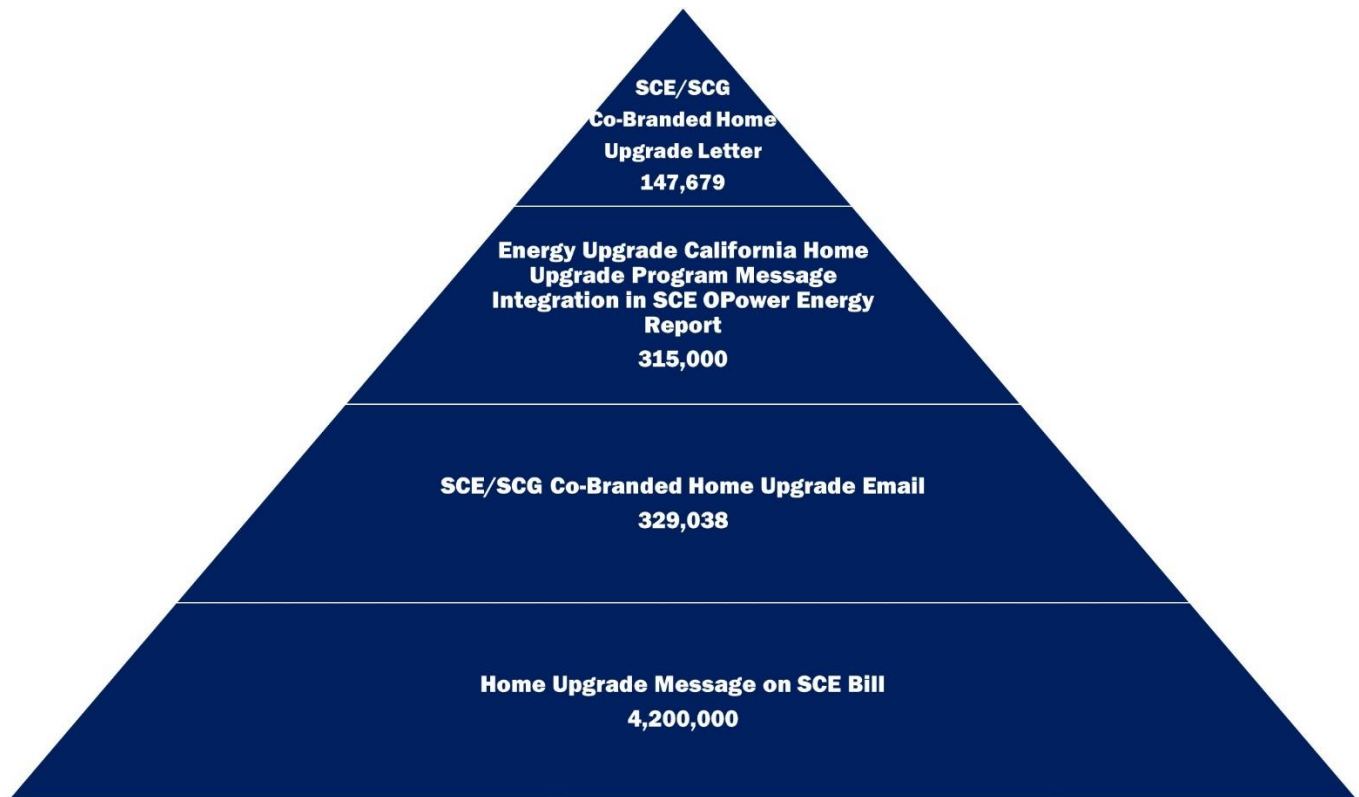 SCE/SCG
Co-Branded Home
Upgrade Letter
147,679
Energy Upgrade California Home
Upgrade Program Message
Integration in SCE OPower Energy
Report
315,000
SCE/SCG Co-Branded Home Upgrade Email
329,038
Home Upgrade Message on SCE Bill
4,200,000